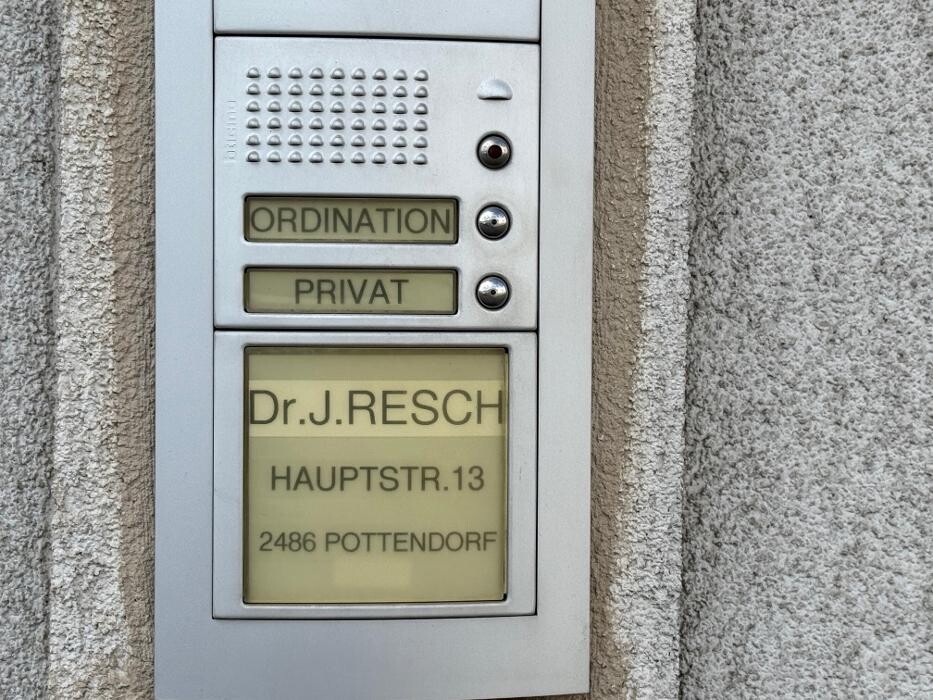 ORDINATION
PRIVAT
Dr.J.RESCH
HAUPTSTR.13
2486 POTTENDORF